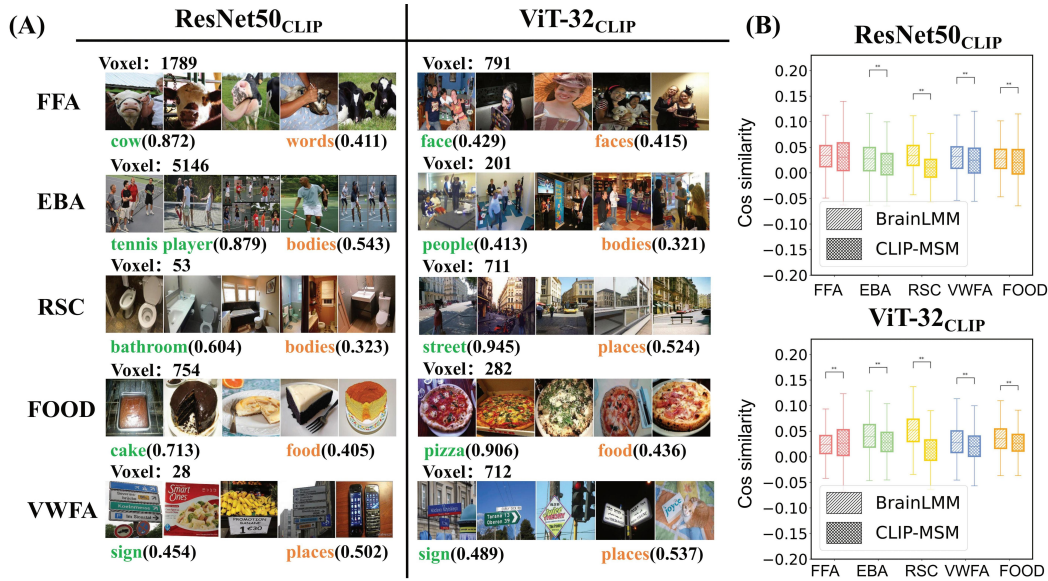 (A)
ResNet50CLIP
ViT-32CLIP
FFA
Voxel: 1789
cow(0.872)
words(0.411)
Voxel: 791
face(0.429)
faces(0.415)
EBA
Voxel: 5146
tennis player(0.879)
bodies(0.543)
Voxel: 201
people(0.413)
bodies(0.321)
RSC
Voxel: 53
bathroom(0.604)
bodies(0.323)
Voxel: 711
street(0.945)
places(0.524)
FOOD
Voxel: 754
cake(0.713)
food(0.405)
Voxel: 282
pizza(0.906)
food(0.436)
VWFA
Voxel: 28
Smart
Ones
PROMOTION
1 €30
sign(0.454)
places(0.502)
Voxel: 712
sign(0.489)
places(0.537)
(B)
ResNet50CLIP
Cos similarity
0.20
0.15
0.10
0.05
0.00
−0.05
−0.10
−0.15
−0.20
**
**
**
**
BrainLMM
CLIP-MSM
FFA EBA RSC VWFA FOOD
ViT-32CLIP
Cos similarity
0.20
0.15
0.10
0.05
0.00
−0.05
−0.10
−0.15
−0.20
**
**
**
**
**
BrainLMM
CLIP-MSM
FFA EBA RSC VWFA FOOD